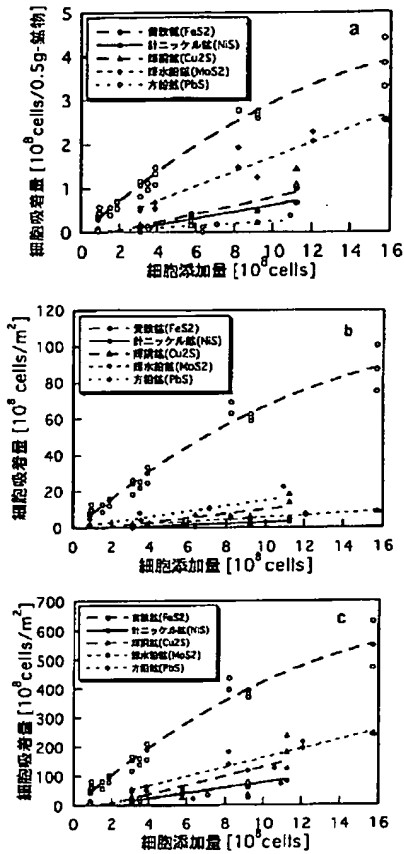 a
細胞吸着量 [10⁸cells/0.5g-鉱物]
5
4
3
2
1
0
黄鉄鉱(FeS2)
針ニッケル鉱(NiS)
輝銅鉱(Cu2S)
輝水鉛鉱(MoS2)
方鉛鉱(PbS)
0 2 4 6 8 10 12 14 16
細胞添加量 [10⁸cells]
b
細胞吸着量 [10⁸ cells/m²]
120
100
80
60
40
20
0
黄鉄鉱(FeS2)
針ニッケル鉱(NiS)
輝銅鉱(Cu2S)
輝水鉛鉱(MoS2)
方鉛鉱(PbS)
0 2 4 6 8 10 12 14 16
細胞添加量 [10⁸cells]
c
細胞吸着量 [10⁸cells/m²]
700
600
500
400
300
200
100
0
黄鉄鉱(FeS2)
針ニッケル鉱(NiS)
輝銅鉱(Cu2S)
輝水鉛鉱(MoS2)
方鉛鉱(PbS)
0 2 4 6 8 10 12 14 16
細胞添加量 [10⁸cells]